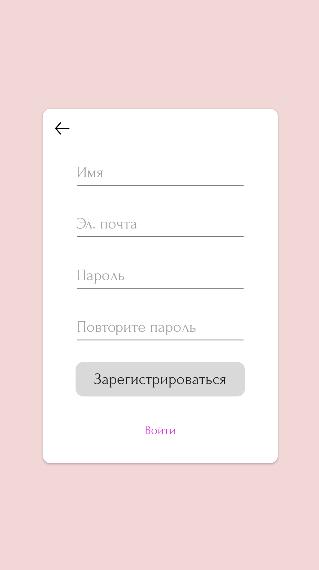 Имя
Эл. почта
Пароль
Повторите пароль
Зарегистрироваться
Войти